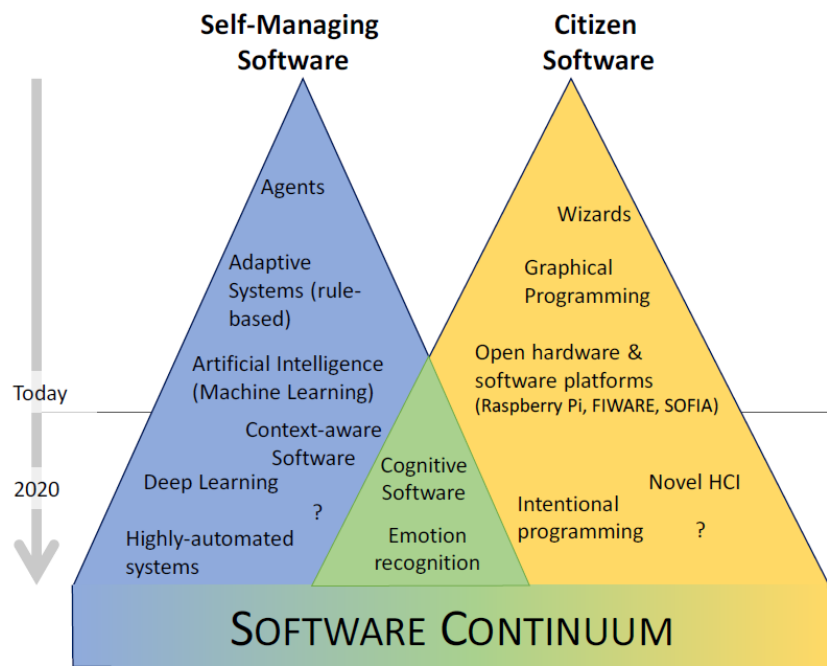 Self-Managing
Software
Citizen
Software
Agents
Wizards
Adaptive
Systems (rule-
based)
Graphical
Programming
Artificial Intelligence
(Machine Learning)
Open hardware &
software platforms
(Raspberry Pi, FIWARE, SOFIA)
Today
Context-aware
Software
Cognitive
Software
2020
Deep Learning
Novel HCI
?
Intentional
programming
?
Highly-automated
systems
Emotion
recognition
SOFTWARE CONTINUUM